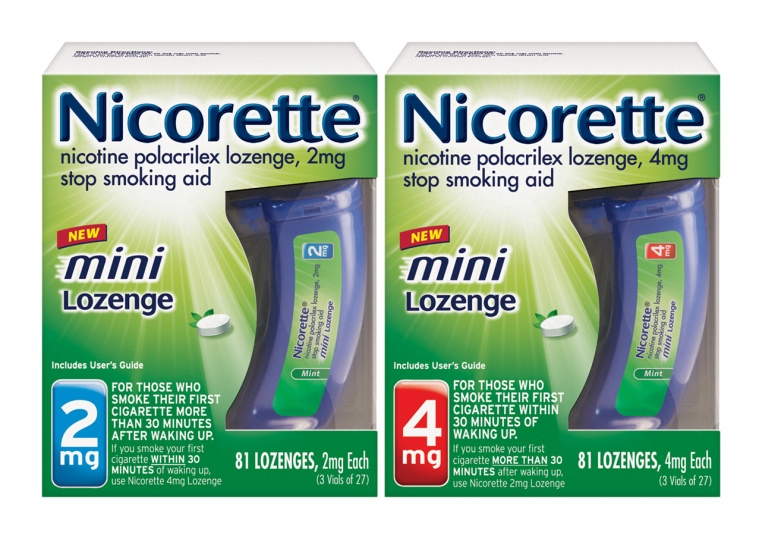 Nicorette®
nicotine polacrilex lozenge, 2mg
stop smoking aid
NEW
mini
Lozenge
2
mg
Nicorette®
nicotine polacrilex lozenge, 2mg
stop smoking aid
mini Lozenge
Mint
Includes User's Guide
2
mg
FOR THOSE WHO
SMOKE THEIR FIRST
CIGARETTE MORE
THAN 30 MINUTES
AFTER WAKING UP.
If you smoke your first
cigarette WITHIN 30
MINUTES of waking up,
use Nicorette 4mg Lozenge
81 LOZENGES, 2mg Each
(3 Vials of 27)
Nicorette®
nicotine polacrilex lozenge, 4mg
stop smoking aid
NEW
mini
Lozenge
4
mg
Nicorette®
nicotine polacrilex lozenge, 4mg
stop smoking aid
mini Lozenge
Mint
Includes User's Guide
4
mg
FOR THOSE WHO
SMOKE THEIR FIRST
CIGARETTE WITHIN
30 MINUTES OF
WAKING UP.
If you smoke your first
cigarette MORE THAN 30
MINUTES after waking up,
use Nicorette 2mg Lozenge
81 LOZENGES, 4mg Each
(3 Vials of 27)